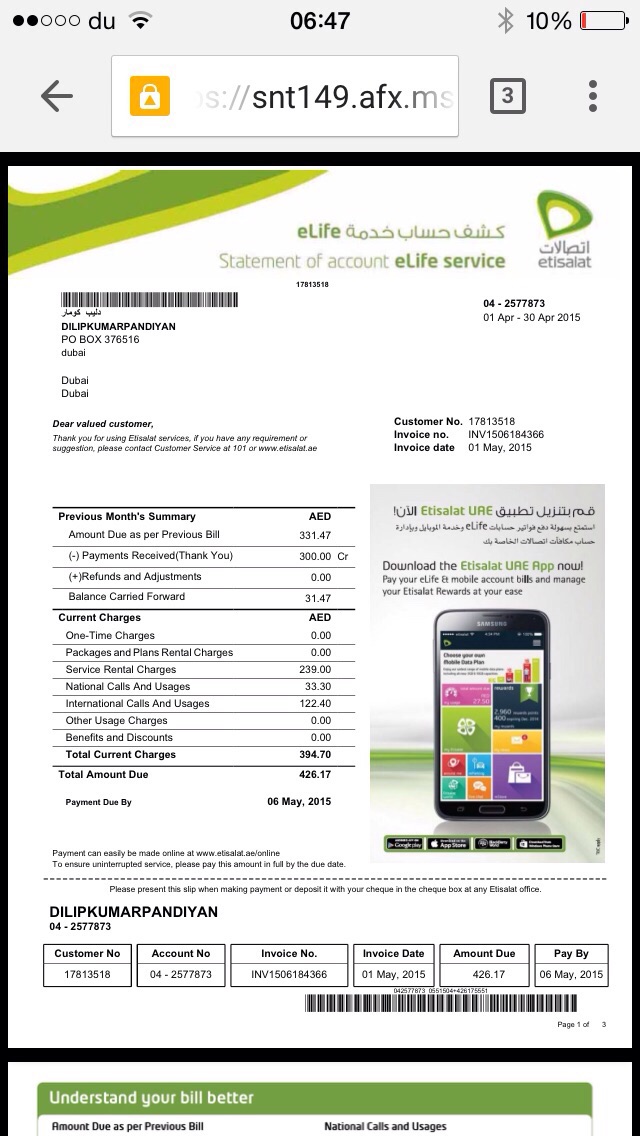 du
06:47
10%
s://snt149.afx.ms
3
كشف حساب خدمة eLife
Statement of account eLife service
اتصالات
etisalat
17813518
دليب كومار
DILIPKUMARPANDIYAN
PO BOX 376516
dubai
Dubai
Dubai
04 - 2577873
01 Apr - 30 Apr 2015
Dear valued customer,
Thank you for using Etisalat services, if you have any requirement or
suggestion, please contact Customer Service at 101 or www.etisalat.ae
Customer No. 17813518
Invoice no. INV1506184366
Invoice date 01 May, 2015
Previous Month's Summary AED
Amount Due as per Previous Bill 331.47
(-) Payments Received(Thank You) 300.00 Cr
(+)Refunds and Adjustments 0.00
Balance Carried Forward 31.47
Current Charges AED
One-Time Charges 0.00
Packages and Plans Rental Charges 0.00
Service Rental Charges 239.00
National Calls And Usages 33.30
International Calls And Usages 122.40
Other Usage Charges 0.00
Benefits and Discounts 0.00
Total Current Charges 394.70
Total Amount Due 426.17
Payment Due By 06 May, 2015
قم بتنزيل تطبيق Etisalat UAE الآن!
استمتع بسهولة دفع فواتير حسابات eLife وخدمة الموبايل وبإدارة
حساب مكافآت اتصالات الخاصة بك
Download the Etisalat UAE App now!
Pay your eLife & mobile account bills and manage
your Etisalat Rewards at your ease
SAMSUNG
4:34 PM
Choose your own
Mobile Data Plan
27.50
rewards
2,960
Google play
App Store
BlackBerry
Payment can easily be made online at www.etisalat.ae/online
To ensure uninterrupted service, please pay this amount in full by the due date.
Please present this slip when making payment or deposit it with your cheque in the cheque box at any Etisalat office.
DILIPKUMARPANDIYAN
04 - 2577873
Customer No Account No Invoice No. Invoice Date Amount Due Pay By
17813518 04 - 2577873 INV1506184366 01 May, 2015 426.17 06 May, 2015
042577873 0551504+426175551
Page 1 of 3
Understand your bill better
Amount Due as per Previous Bill National Calls and Usages